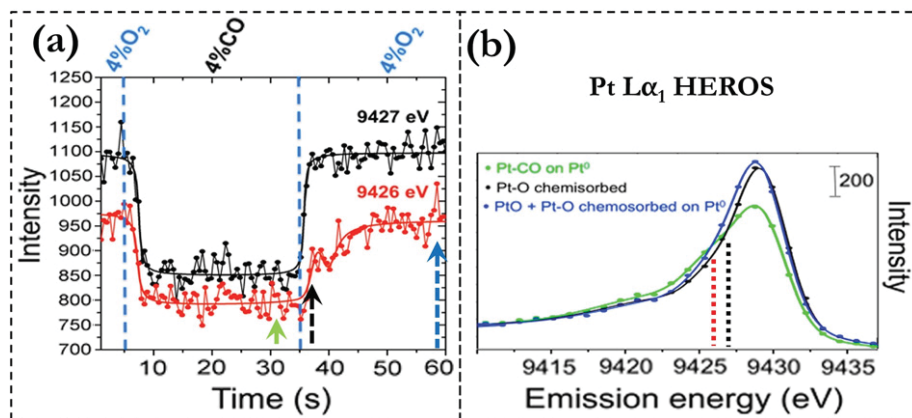 (a)
4%O₂
4%CO
4%O₂
1250
1200
1150
1100
1050
1000
950
900
850
800
750
700
Intensity
9427 eV
9426 eV
10 20 30 40 50 60
Time (s)
(b)
Pt Lα₁ HEROS
Pt-CO on Pt⁰
Pt-O chemisorbed
PtO + Pt-O chemosorbed on Pt⁰
200
Intensity
9415 9420 9425 9430 9435
Emission energy (eV)